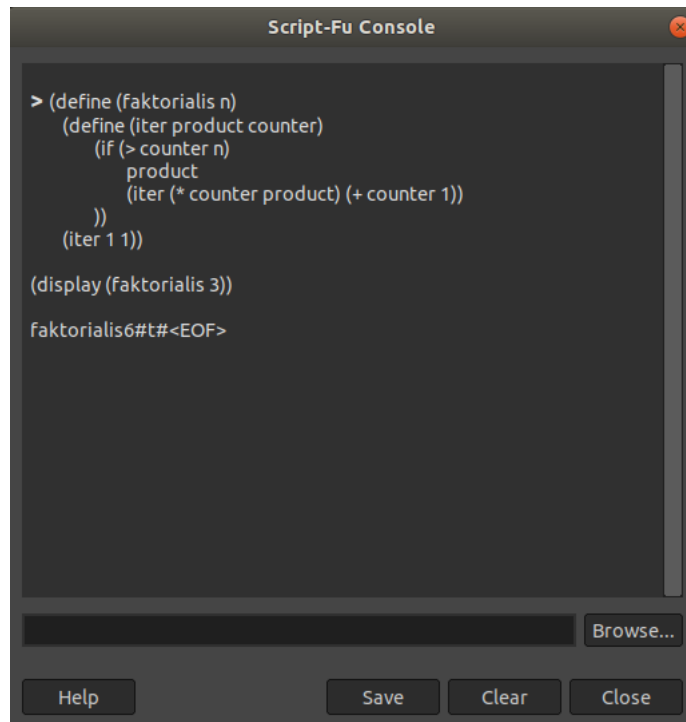 Script-Fu Console
> (define (faktorialis n)
(define (iter product counter)
(if (> counter n)
product
(iter (* counter product) (+ counter 1))
))
(iter 1 1))
(display (faktorialis 3))
faktorialis6#t#<EOF>
Browse...
Help Save Clear Close